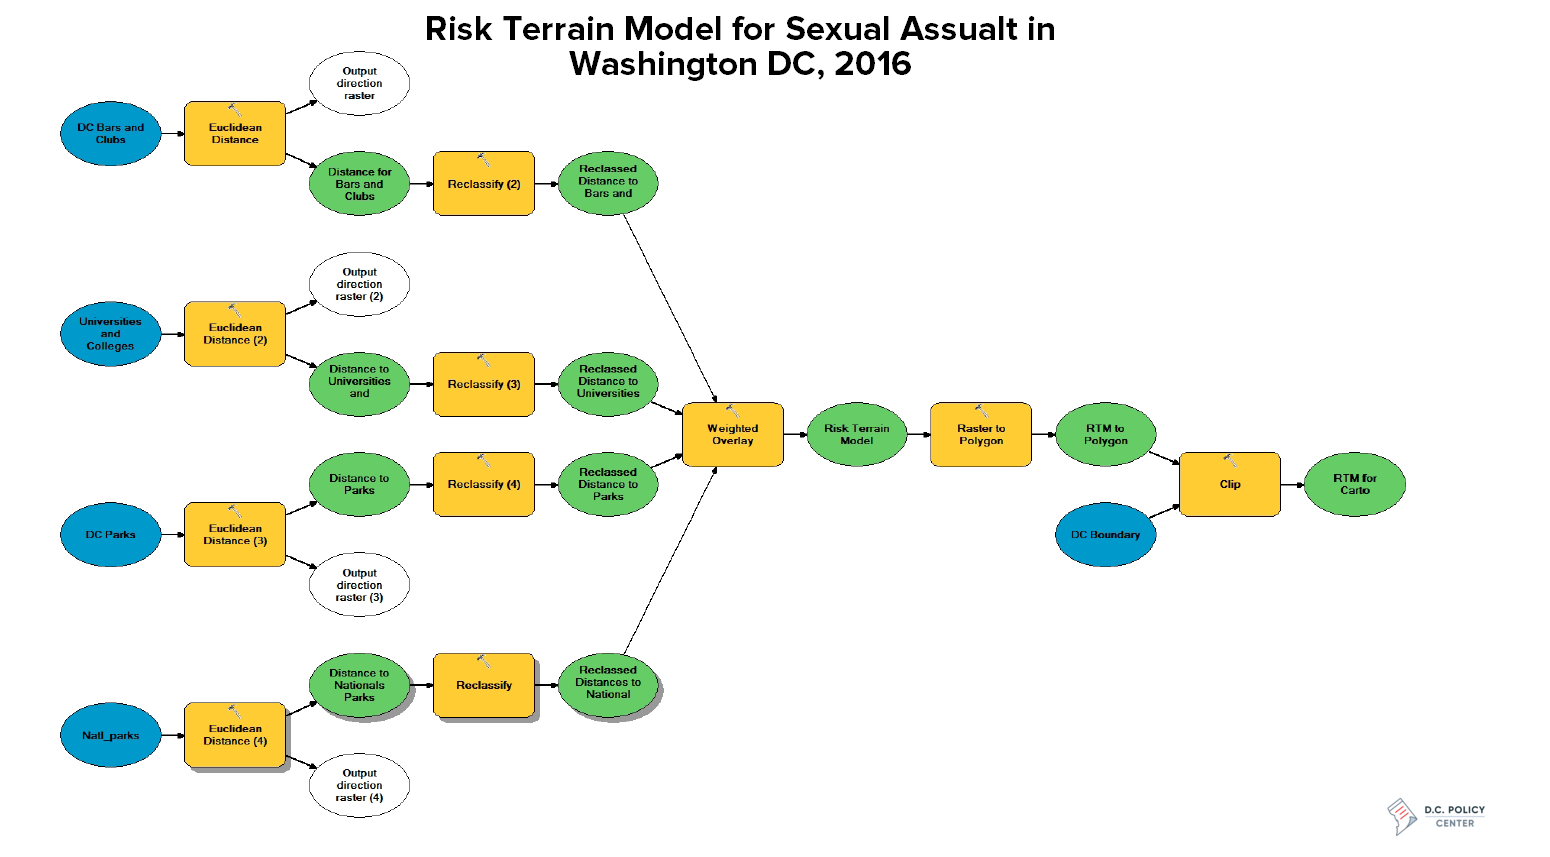 Risk Terrain Model for Sexual Assualt in
Washington DC, 2016
Output
direction
raster
DC Bars and
Clubs
Euclidean
Distance
Distance for
Bars and
Clubs
Reclassify (2)
Reclassed
Distance to
Bars and
Output
direction
raster (2)
Universities
and
Colleges
Euclidean
Distance (2)
Distance to
Universities
and
Reclassify (3)
Reclassed
Distance to
Universities
Weighted
Overlay
Risk Terrain
Model
Raster to
Polygon
RTM to
Polygon
Clip
RTM for
Carto
DC Boundary
Distance to
Parks
Reclassify (4)
Reclassed
Distance to
Parks
DC Parks
Euclidean
Distance (3)
Output
direction
raster (3)
Distance to
Nationals
Parks
Reclassify
Reclassed
Distances to
National
Natl_parks
Euclidean
Distance (4)
Output
direction
raster (4)
D.C. POLICY
CENTER